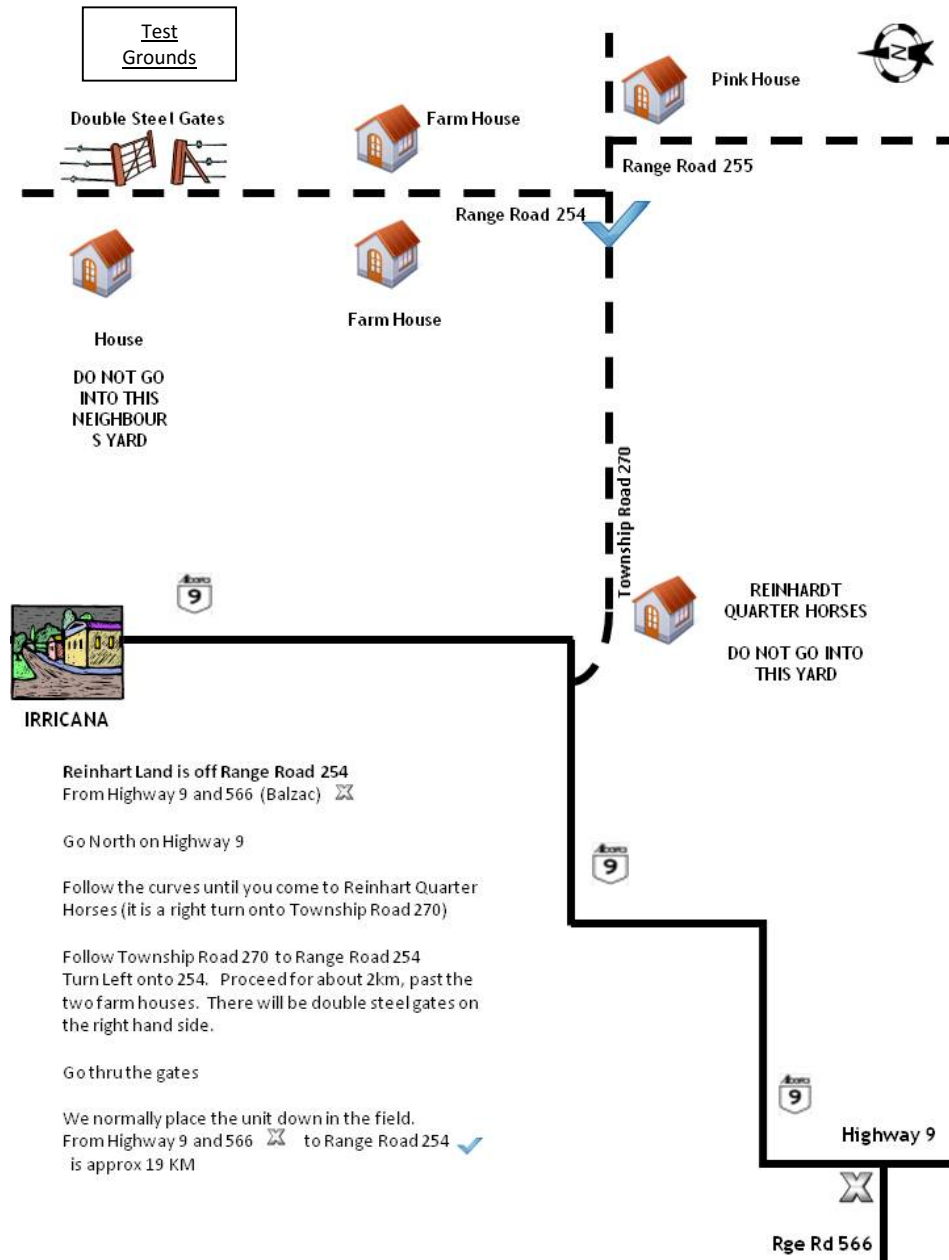 Test
Grounds
N
Pink House
Double Steel Gates
Farm House
Range Road 255
Range Road 254
House
Farm House
DO NOT GO
INTO THIS
NEIGHBOUR
S YARD
Township Road 270
Alberta
9
REINHARDT
QUARTER HORSES
DO NOT GO INTO
THIS YARD
IRRICANA
Reinhart Land is off Range Road 254
From Highway 9 and 566 (Balzac) X
Go North on Highway 9
Follow the curves until you come to Reinhart Quarter
Horses (it is a right turn onto Township Road 270)
Follow Township Road 270 to Range Road 254
Turn Left onto 254. Proceed for about 2km, past the
two farm houses. There will be double steel gates on
the right hand side.
Go thru the gates
We normally place the unit down in the field.
From Highway 9 and 566 X to Range Road 254
is approx 19 KM
Alberta
9
Alberta
9
Highway 9
X
Rge Rd 566